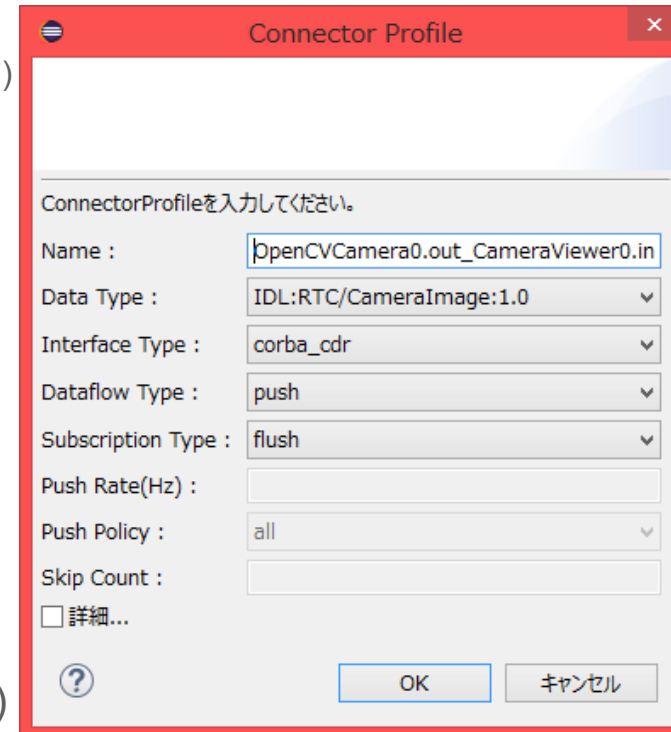 Connector Profile
)
ConnectorProfileを入力してください。
Name : OpenCVCamera0.out_CameraViewer0.in
Data Type : IDL:RTC/CameraImage:1.0
Interface Type : corba_cdr
Dataflow Type : push
Subscription Type : flush
Push Rate(Hz) :
Push Policy : all
Skip Count :
詳細...
? OK キャンセル
)